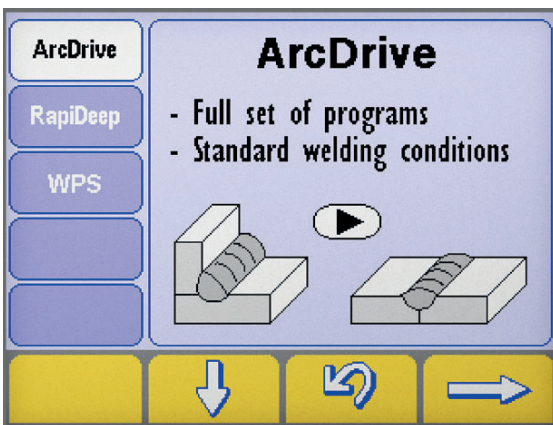 ArcDrive
RapiDeep
WPS
ArcDrive
- Full set of programs
- Standard welding conditions